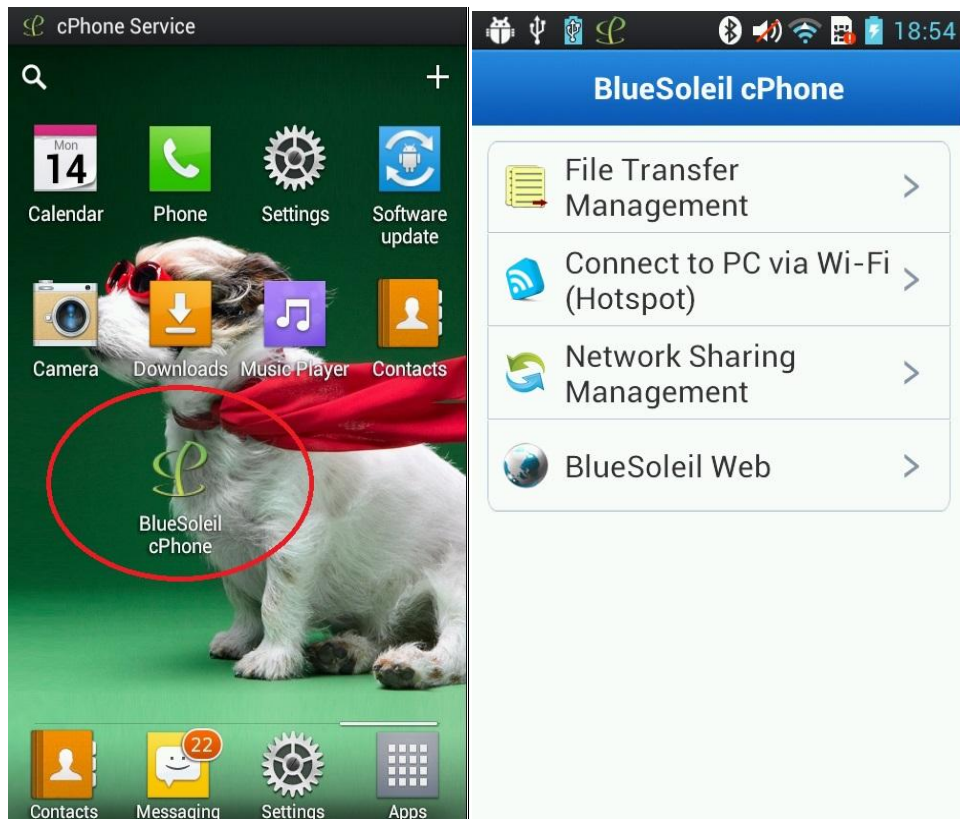 cPhone Service
Mon
14
Calendar
Phone
Settings
Software
update
Camera
Downloads
Music Player
Contacts
BlueSoleil
cPhone
22
Contacts
Messaging
Settings
Apps
18:54
BlueSoleil cPhone
File Transfer
Management
Connect to PC via Wi-Fi
(Hotspot)
Network Sharing
Management
BlueSoleil Web